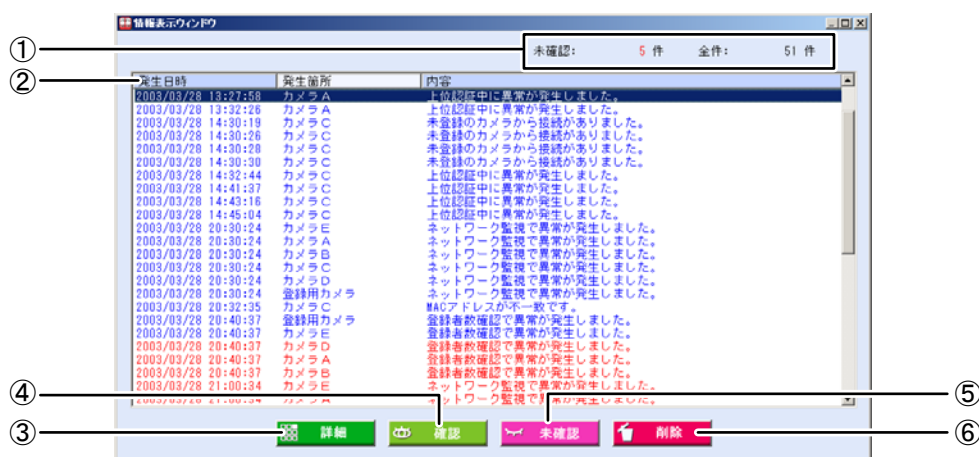 情報表示ウィンドウ
① 未確認: 5 件 全件: 51 件
② 発生日時 発生箇所 内容
2003/03/28 13:27:58 カメラA 上位認証中に異常が発生しました。
2003/03/28 13:32:26 カメラA 上位認証中に異常が発生しました。
2003/03/28 14:30:19 カメラC 未登録のカメラから接続がありました。
2003/03/28 14:30:26 カメラC 未登録のカメラから接続がありました。
2003/03/28 14:30:28 カメラC 未登録のカメラから接続がありました。
2003/03/28 14:30:30 カメラC 未登録のカメラから接続がありました。
2003/03/28 14:32:44 カメラC 上位認証中に異常が発生しました。
2003/03/28 14:41:37 カメラC 上位認証中に異常が発生しました。
2003/03/28 14:43:16 カメラC 上位認証中に異常が発生しました。
2003/03/28 14:45:04 カメラC 上位認証中に異常が発生しました。
2003/03/28 20:30:24 カメラE ネットワーク監視で異常が発生しました。
2003/03/28 20:30:24 カメラA ネットワーク監視で異常が発生しました。
2003/03/28 20:30:24 カメラB ネットワーク監視で異常が発生しました。
2003/03/28 20:30:24 カメラC ネットワーク監視で異常が発生しました。
2003/03/28 20:30:24 カメラD ネットワーク監視で異常が発生しました。
2003/03/28 20:30:24 登録用カメラ ネットワーク監視で異常が発生しました。
2003/03/28 20:32:35 カメラC MACアドレスが不一致です。
2003/03/28 20:40:37 登録用カメラ 登録者数確認で異常が発生しました。
2003/03/28 20:40:37 カメラE 登録者数確認で異常が発生しました。
2003/03/28 20:40:37 カメラD 登録者数確認で異常が発生しました。
2003/03/28 20:40:37 カメラA 登録者数確認で異常が発生しました。
2003/03/28 20:40:37 カメラB 登録者数確認で異常が発生しました。
2003/03/28 21:00:34 カメラE ネットワーク監視で異常が発生しました。
2003/03/28 21:00:34 カメラA ネットワーク監視で異常が発生しました。
④ ⑤
③ 詳細 確認 未確認 削除 ⑥